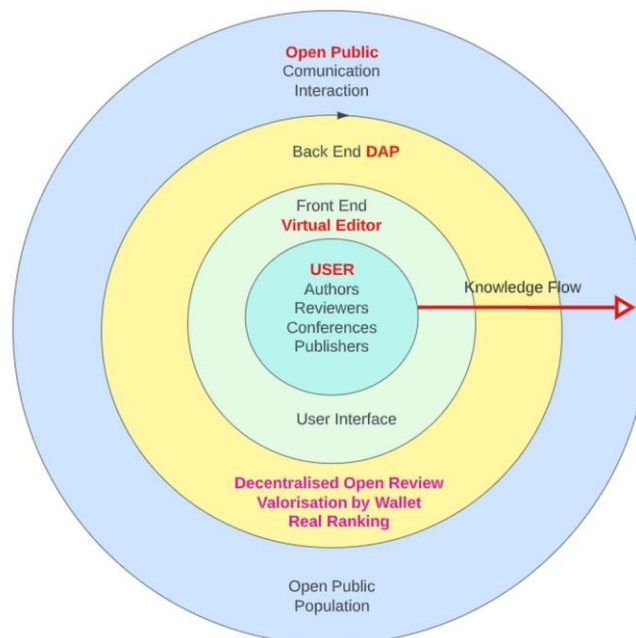 Open Public
Comunication
Interaction
Back End DAP
Front End
Virtual Editor
USER
Authors
Reviewers
Conferences
Publishers
Knowledge Flow
User Interface
Decentralised Open Review
Valorisation by Wallet
Real Ranking
Open Public
Population